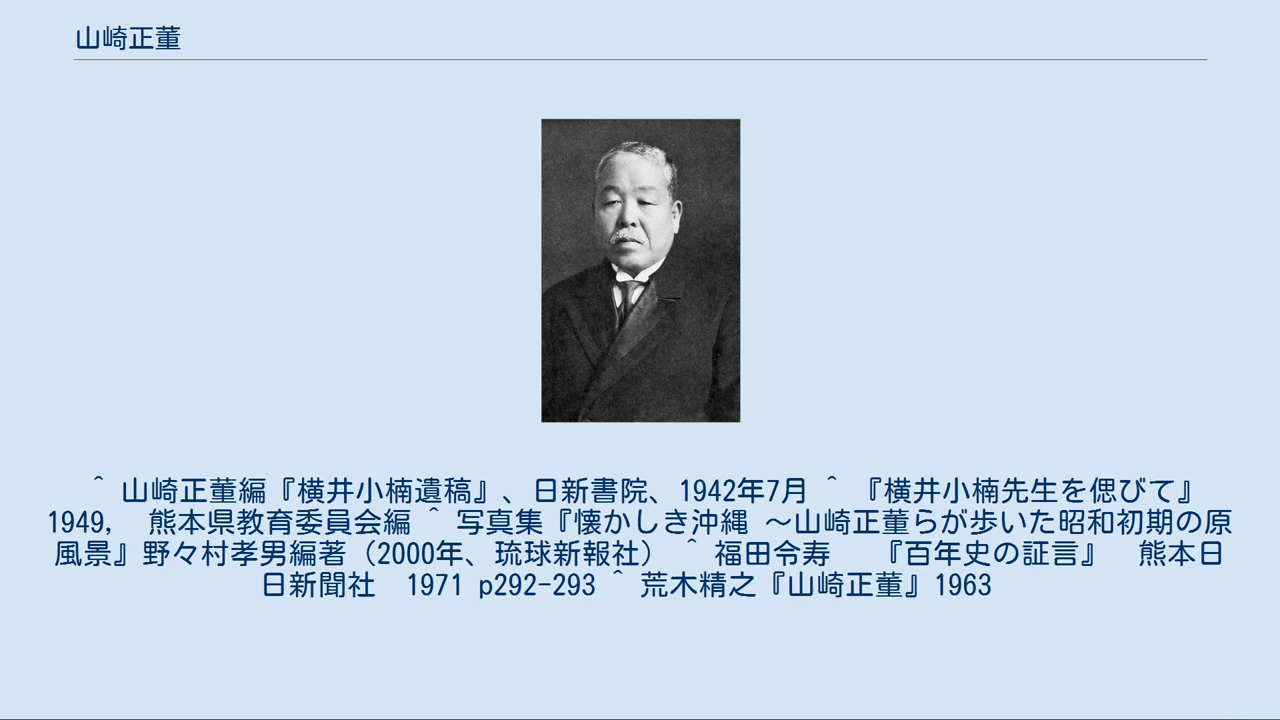 山崎正董
^ 山崎正董編『横井小楠遺稿』、日新書院、1942年7月 ^ 『横井小楠先生を偲びて』
1949,　熊本県教育委員会編 ^ 写真集『懐かしき沖縄 〜山崎正董らが歩いた昭和初期の原
風景』野々村孝男編著（2000年、琉球新報社） ^ 福田令寿　『百年史の証言』　熊本日
日新聞社　1971 p292-293 ^ 荒木精之『山崎正董』1963